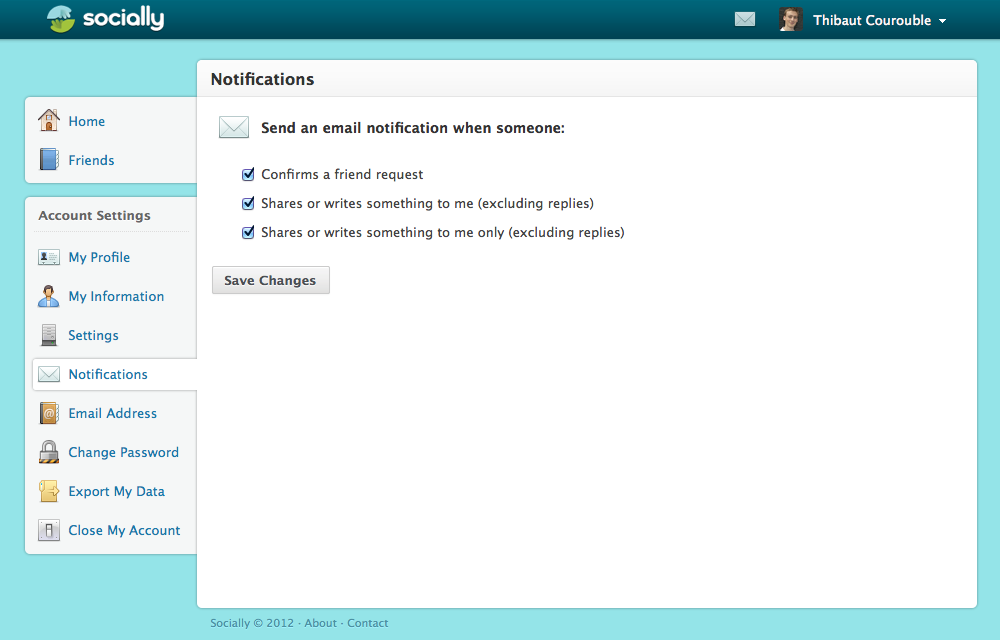 socially
Thibaut Courouble
Notifications
Home
Friends
Account Settings
My Profile
My Information
Settings
Notifications
Email Address
Change Password
Export My Data
Close My Account
Send an email notification when someone:
Confirms a friend request
Shares or writes something to me (excluding replies)
Shares or writes something to me only (excluding replies)
Save Changes
Socially © 2012 · About · Contact